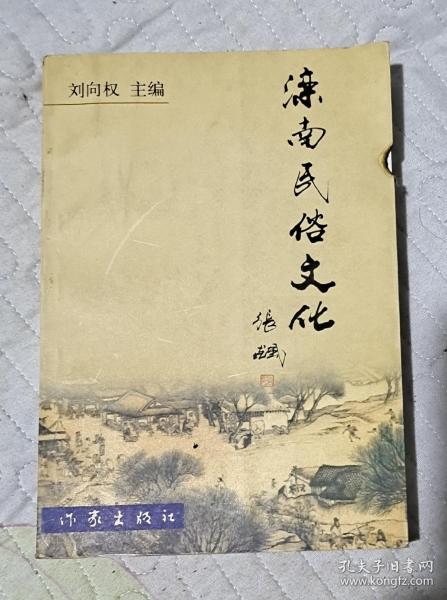 刘向权 主编
滦南民俗文化
张
作家出版社
孔夫子旧书网
kongfz.com